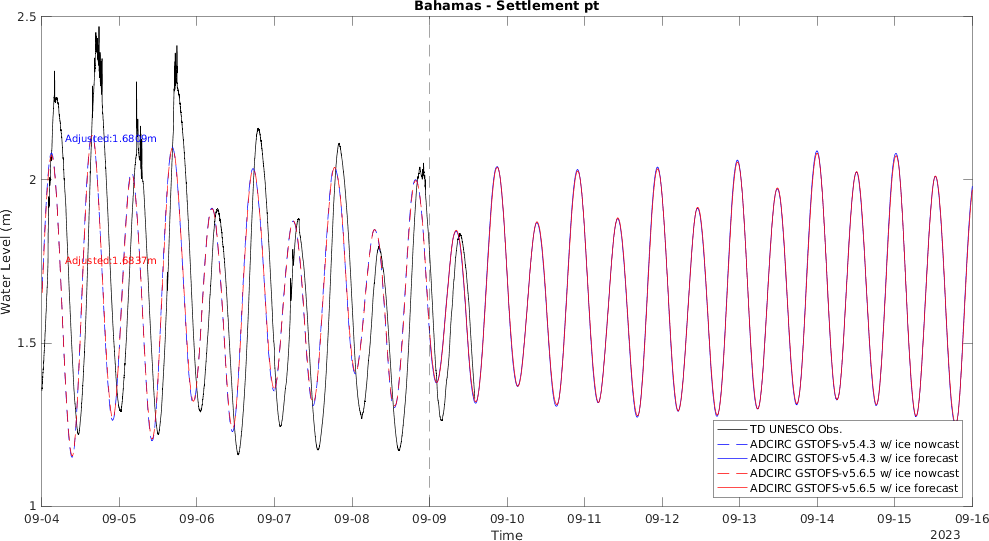 Bahamas - Settlement pt
2.5
2
1.5
1
Water Level (m)
Adjusted:1.6809m
Adjusted:1.6837m
TD UNESCO Obs.
ADCIRC GSTOFS-v5.4.3 w/ ice nowcast
ADCIRC GSTOFS-v5.4.3 w/ ice forecast
ADCIRC GSTOFS-v5.6.5 w/ ice nowcast
ADCIRC GSTOFS-v5.6.5 w/ ice forecast
09-04 09-05 09-06 09-07 09-08 09-09 09-10 09-11 09-12 09-13 09-14 09-15 09-16
Time
2023